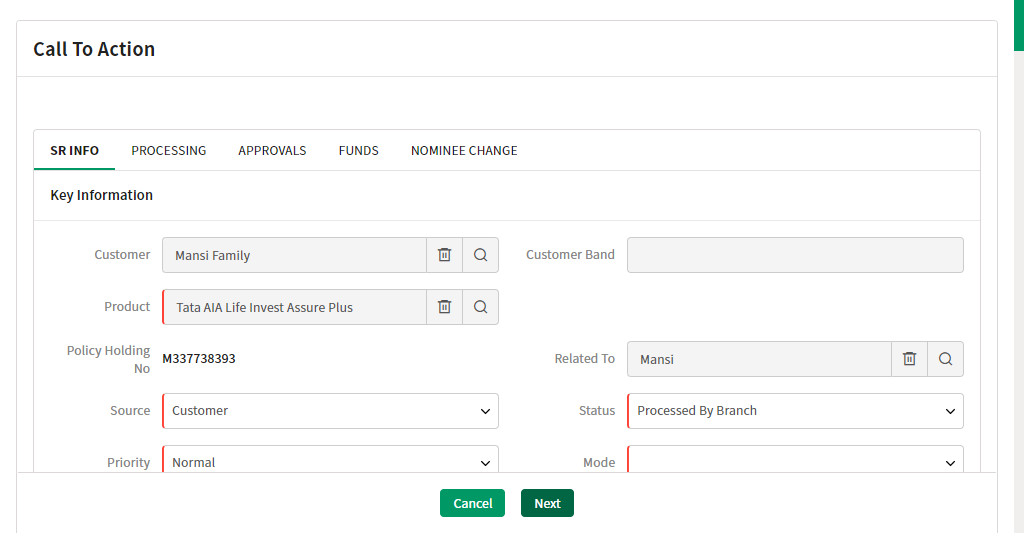 Call To Action
SR INFO PROCESSING APPROVALS FUNDS NOMINEE CHANGE
Key Information
Customer Mansi Family Customer Band
Product Tata AIA Life Invest Assure Plus
Policy Holding No M337738393 Related To Mansi
Source Customer Status Processed By Branch
Priority Normal Mode
Cancel Next